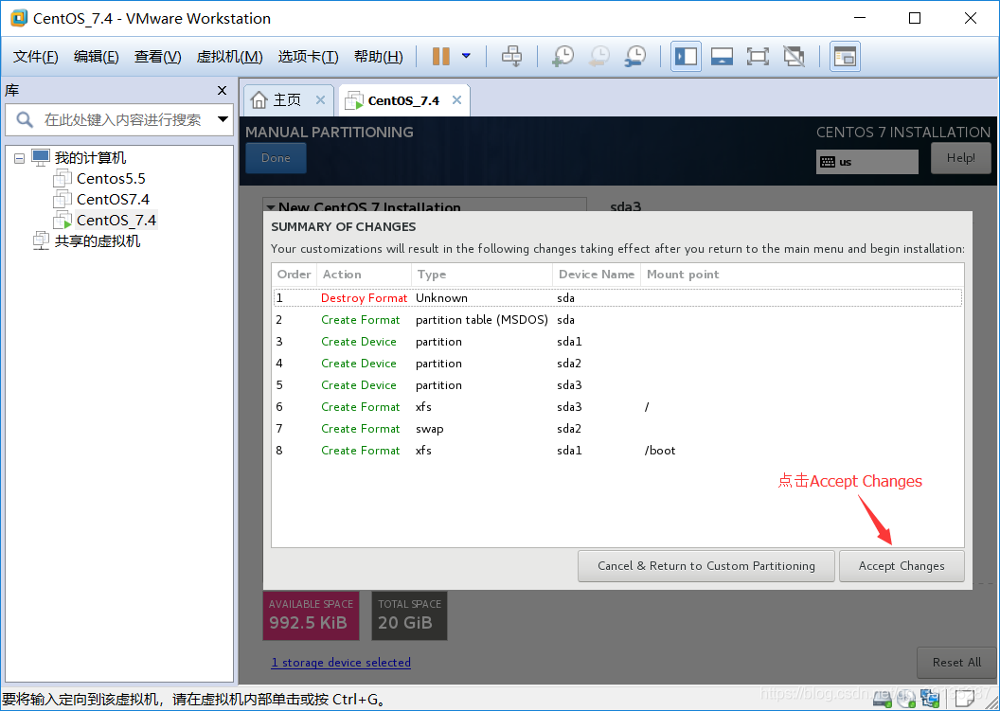 CentOS_7.4 - VMware Workstation
文件(F) 编辑(E) 查看(V) 虚拟机(M) 选项卡(T) 帮助(H)
库
在此处键入内容进行搜索
我的计算机
Centos5.5
CentOS7.4
CentOS_7.4
共享的虚拟机
主页 CentOS_7.4
MANUAL PARTITIONING
CENTOS 7 INSTALLATION
Done
us
Help!
New CentOS 7 Installation
sda3
SUMMARY OF CHANGES
Your customizations will result in the following changes taking effect after you return to the main menu and begin installation:
Order Action Type Device Name Mount point
1 Destroy Format Unknown sda
2 Create Format partition table (MSDOS) sda
3 Create Device partition sda1
4 Create Device partition sda2
5 Create Device partition sda3
6 Create Format xfs sda3 /
7 Create Format swap sda2
8 Create Format xfs sda1 /boot
点击Accept Changes
Cancel & Return to Custom Partitioning
Accept Changes
AVAILABLE SPACE
992.5 KiB
TOTAL SPACE
20 GiB
1 storage device selected
Reset All
要将输入定向到该虚拟机，请在虚拟机内部单击或按 Ctrl+G。